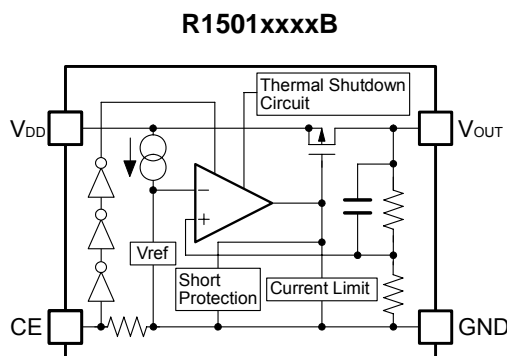 R1501xxxxB
Thermal Shutdown
Circuit
VDD
VOUT
−
+
Vref
Short
Protection
Current Limit
CE
GND